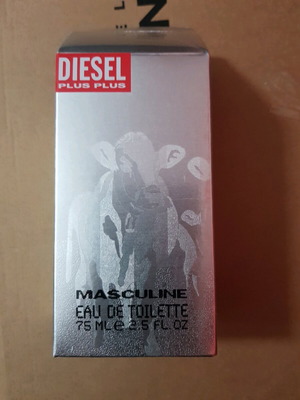 DIESEL
PLUS PLUS
MASCULINE
EAU DE TOILETTE
75 ML e 2.5 FL.OZ